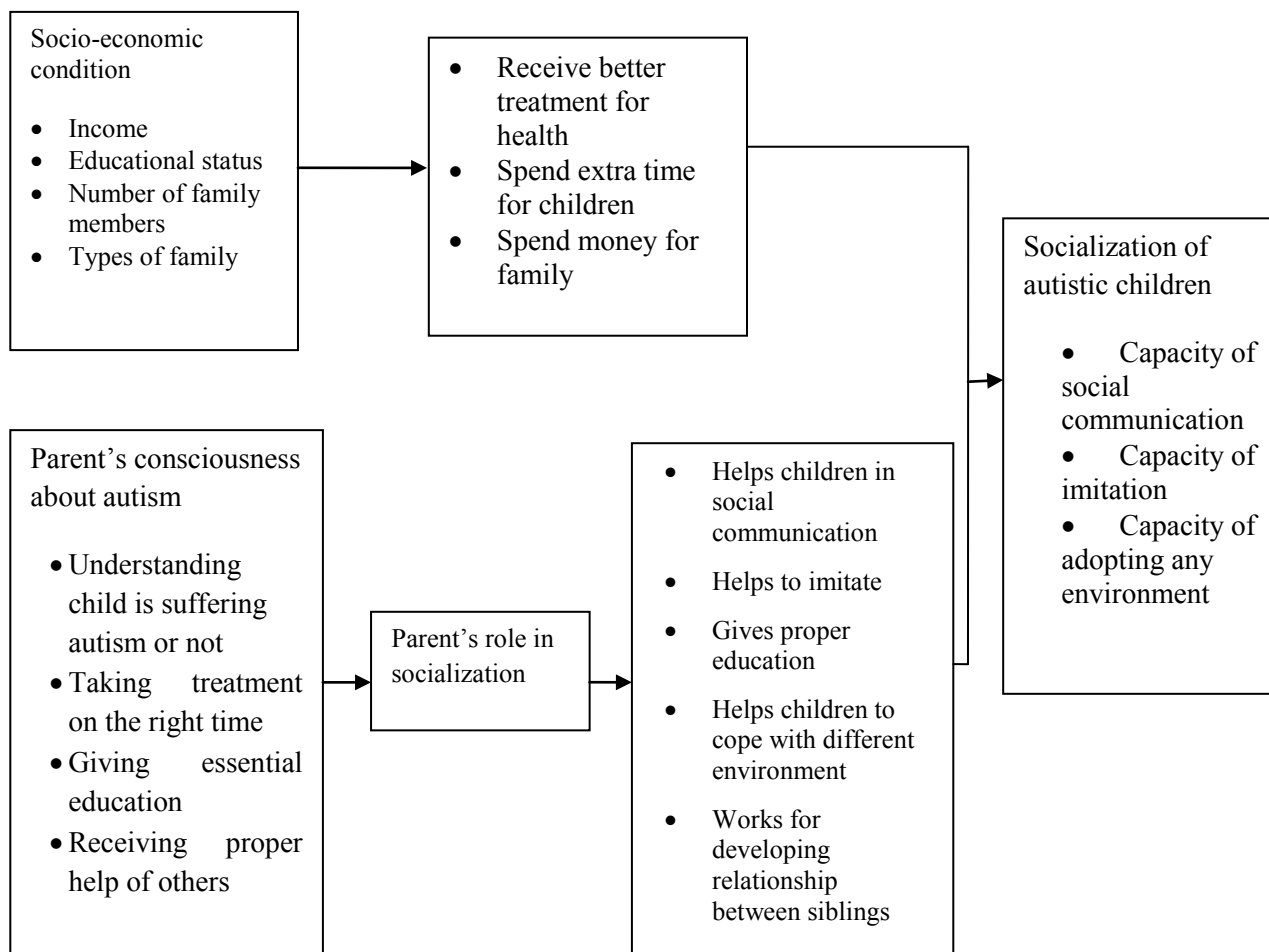 Socio-economic
condition
• Income
• Educational status
• Number of family
members
• Types of family
• Receive better
treatment for
health
• Spend extra time
for children
• Spend money for
family
Parent’s consciousness
about autism
• Understanding
child is suffering
autism or not
• Taking treatment
on the right time
• Giving essential
education
• Receiving proper
help of others
Parent’s role in
socialization
• Helps children in
social
communication
• Helps to imitate
• Gives proper
education
• Helps children to
cope with different
environment
• Works for
developing
relationship
between siblings
Socialization of
autistic children
• Capacity of
social
communication
• Capacity of
imitation
• Capacity of
adopting any
environment